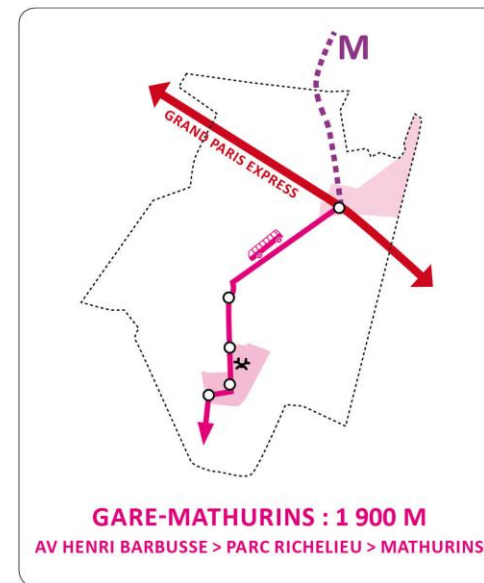 M
GRAND PARIS EXPRESS
GARE-MATHURINS : 1 900 M
AV HENRI BARBUSSE > PARC RICHELIEU > MATHURINS